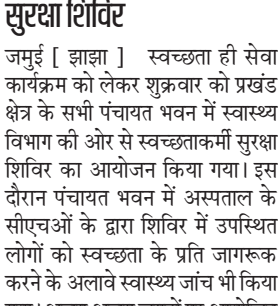 सुरक्षा शिविर
जमुई [ झाझा ] स्वच्छता ही सेवा
कार्यक्रम को लेकर शुक्रवार को प्रखंड
क्षेत्र के सभी पंचायत भवन में स्वास्थ्य
विभाग की ओर से स्वच्छताकर्मी सुरक्षा
शिविर का आयोजन किया गया। इस
दौरान पंचायत भवन में अस्पताल के
सीएचओं के द्वारा शिविर में उपस्थित
लोगों को स्वच्छता के प्रति जागरूक
करने के अलावे स्वास्थ्य जांच भी किया